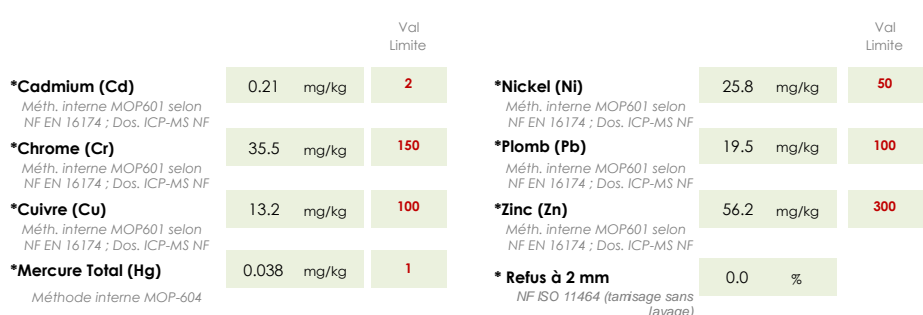 Val
Limite
*Cadmium (Cd) 0.21 mg/kg 2
Méth. interne MOP601 selon
NF EN 16174 ; Dos. ICP-MS NF
*Chrome (Cr) 35.5 mg/kg 150
Méth. interne MOP601 selon
NF EN 16174 ; Dos. ICP-MS NF
*Cuivre (Cu) 13.2 mg/kg 100
Méth. interne MOP601 selon
NF EN 16174 ; Dos. ICP-MS NF
*Mercure Total (Hg) 0.038 mg/kg 1
Méthode interne MOP-604
Val
Limite
*Nickel (Ni) 25.8 mg/kg 50
Méth. interne MOP601 selon
NF EN 16174 ; Dos. ICP-MS NF
*Plomb (Pb) 19.5 mg/kg 100
Méth. interne MOP601 selon
NF EN 16174 ; Dos. ICP-MS NF
*Zinc (Zn) 56.2 mg/kg 300
Méth. interne MOP601 selon
NF EN 16174 ; Dos. ICP-MS NF
* Refus à 2 mm 0.0 %
NF ISO 11464 (tamisage sans
lavage)